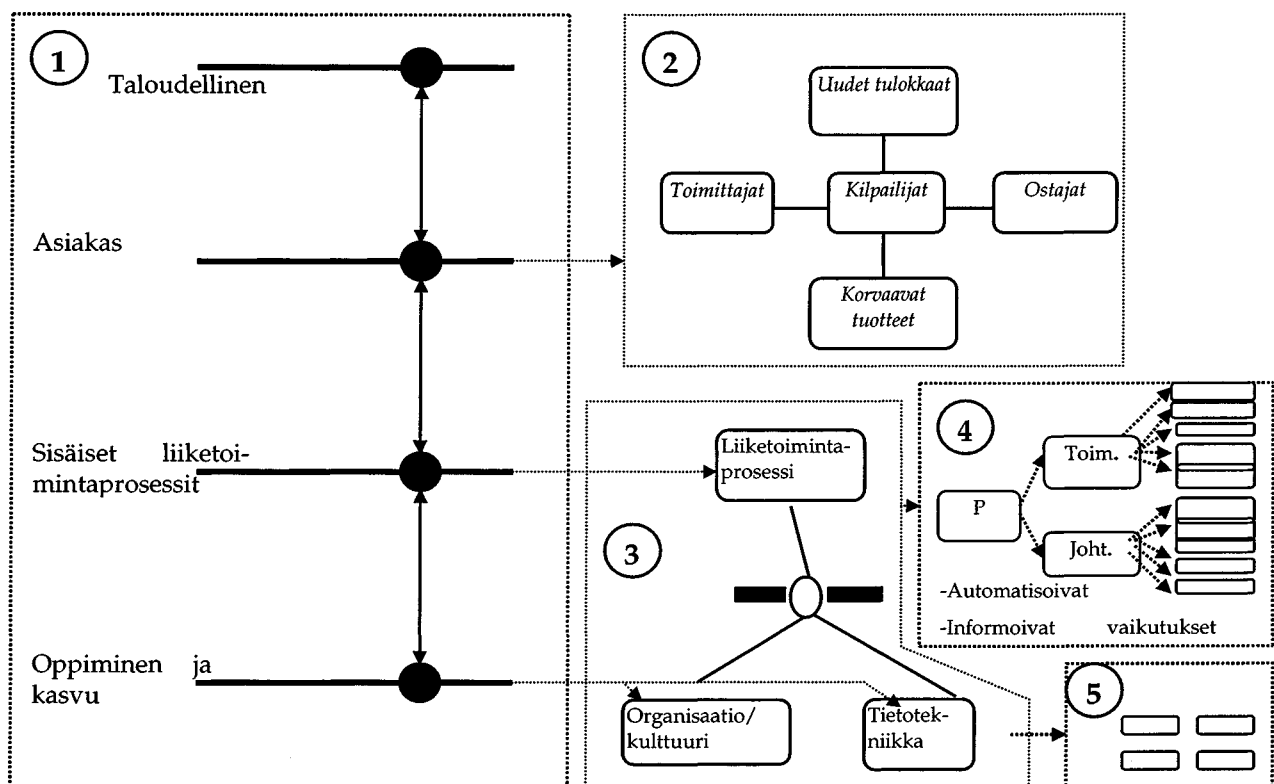 1
Taloudellinen
Asiakas
Sisäiset liiketoi-
mintaprosessit
Oppiminen ja
kasvu
2
Uudet tulokkaat
Toimittajat
Kilpailijat
Ostajat
Korvaavat
tuotteet
3
Liiketoiminta-
prosessi
Organisaatio/
kulttuuri
Tietotek-
niikka
4
P
Toim.
Joht.
-Automatisoivat
-Informoivat vaikutukset
5